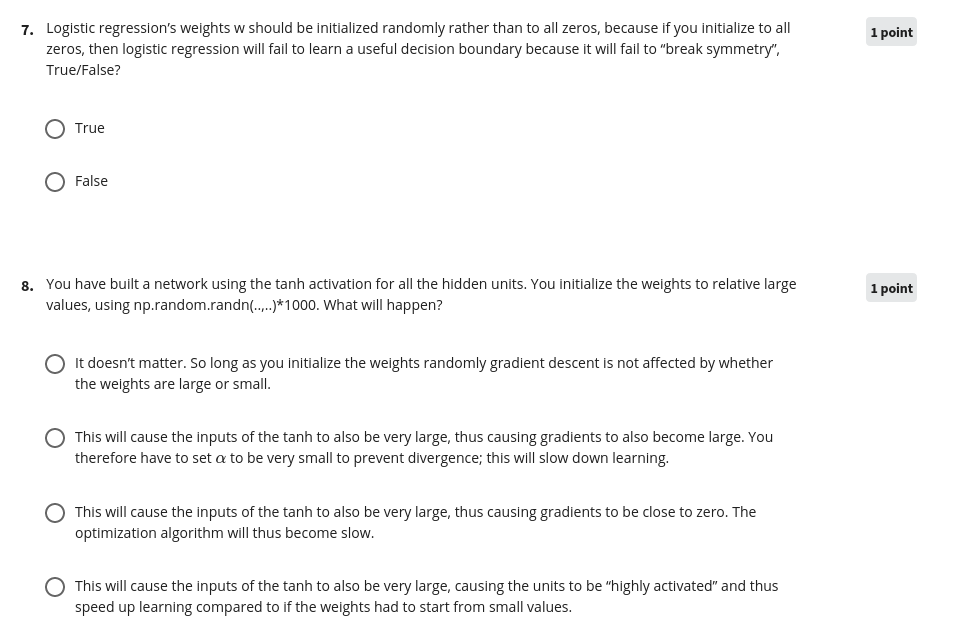 7. Logistic regression’s weights w should be initialized randomly rather than to all zeros, because if you initialize to all
1 point
zeros, then logistic regression will fail to learn a useful decision boundary because it will fail to “break symmetry”,
True/False?
True
False
8. You have built a network using the tanh activation for all the hidden units. You initialize the weights to relative large
1 point
values, using np.random.randn(..,..)*1000. What will happen?
It doesn’t matter. So long as you initialize the weights randomly gradient descent is not affected by whether
the weights are large or small.
This will cause the inputs of the tanh to also be very large, thus causing gradients to also become large. You
therefore have to set α to be very small to prevent divergence; this will slow down learning.
This will cause the inputs of the tanh to also be very large, thus causing gradients to be close to zero. The
optimization algorithm will thus become slow.
This will cause the inputs of the tanh to also be very large, causing the units to be “highly activated” and thus
speed up learning compared to if the weights had to start from small values.